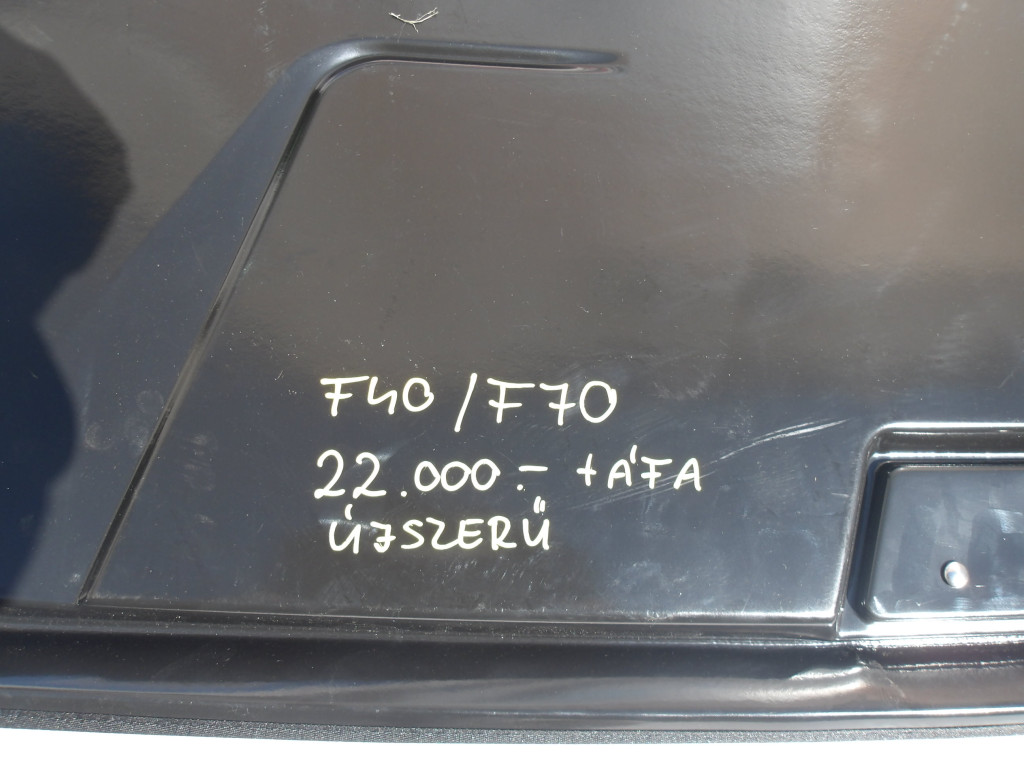 F40/F70
22.000.- +ÁFA
ÚJSZERŰ